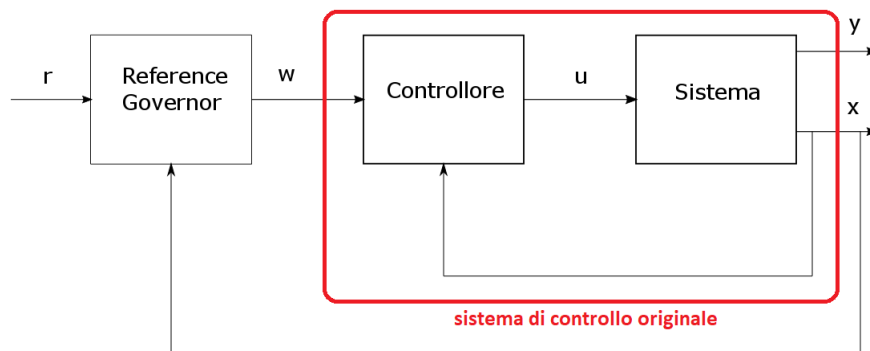 r
Reference
Governor
w
Controllore
u
Sistema
y
x
sistema di controllo originale